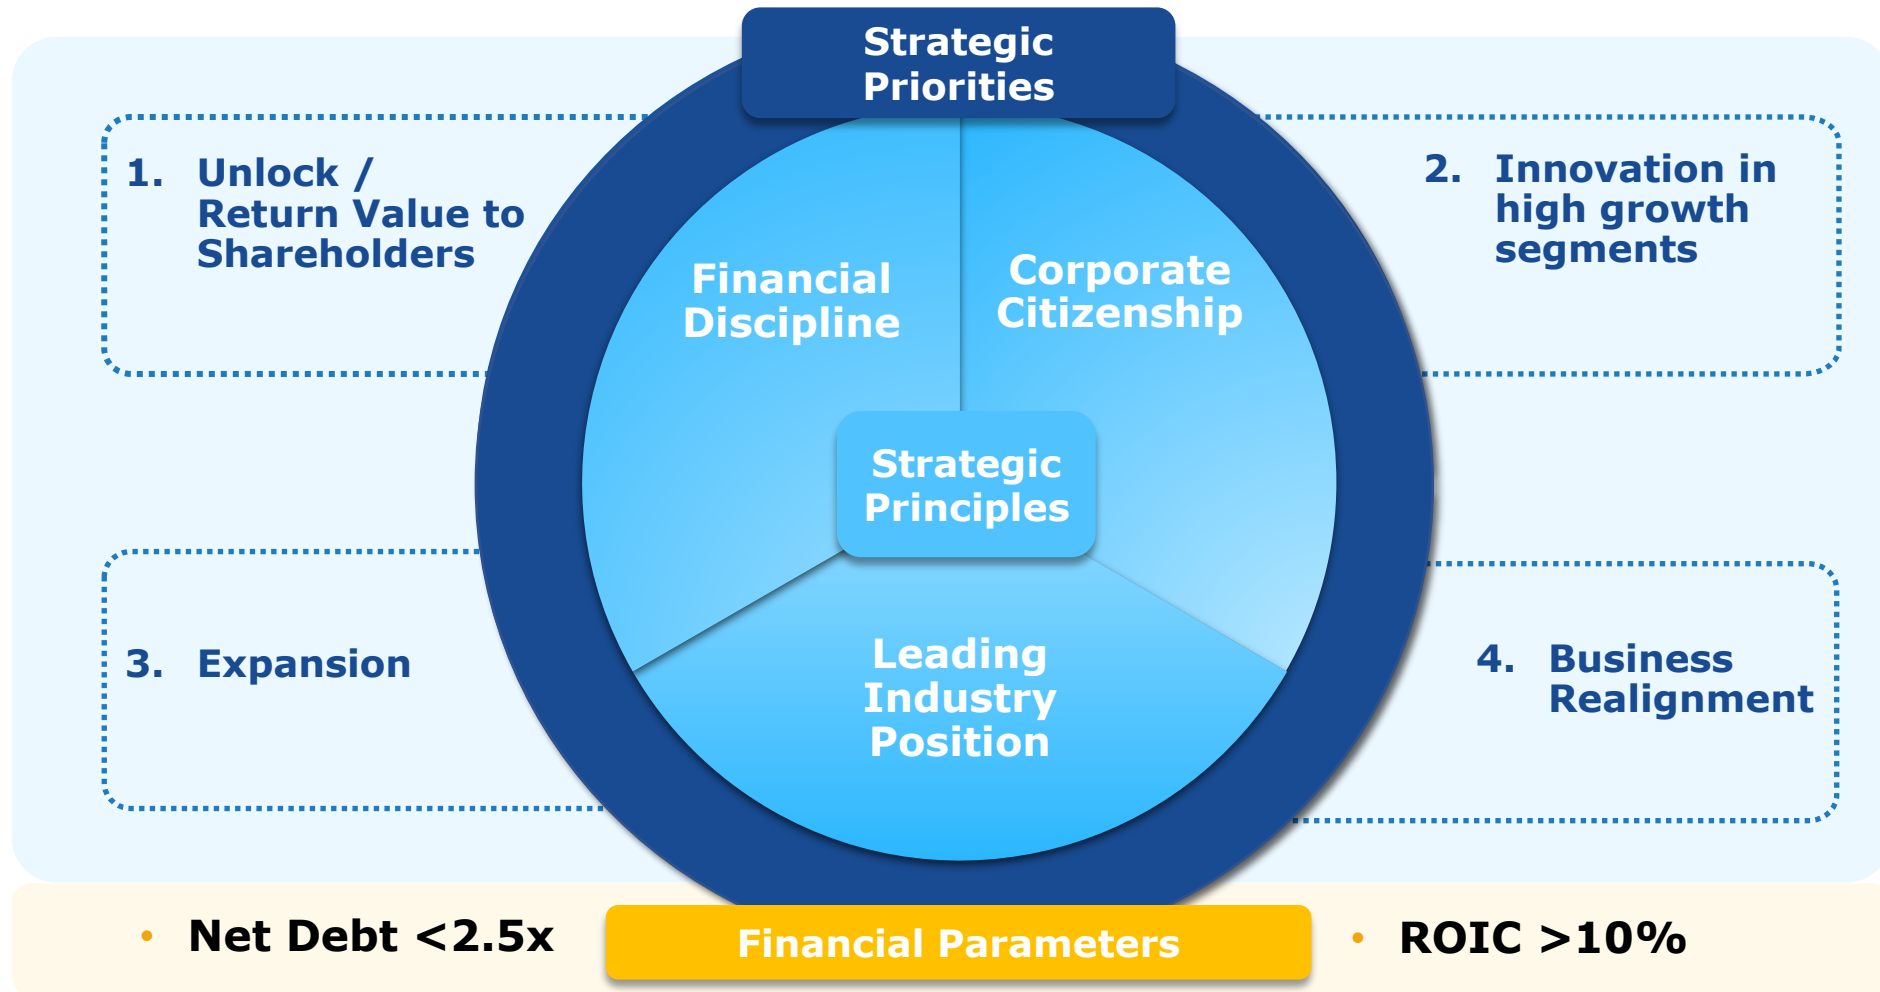 Strategic
Priorities
1. Unlock /
Return Value to
Shareholders
2. Innovation in
high growth
segments
Financial
Discipline
Corporate
Citizenship
Strategic
Principles
Leading
Industry
Position
3. Expansion
4. Business
Realignment
• Net Debt <2.5x
Financial Parameters
• ROIC >10%